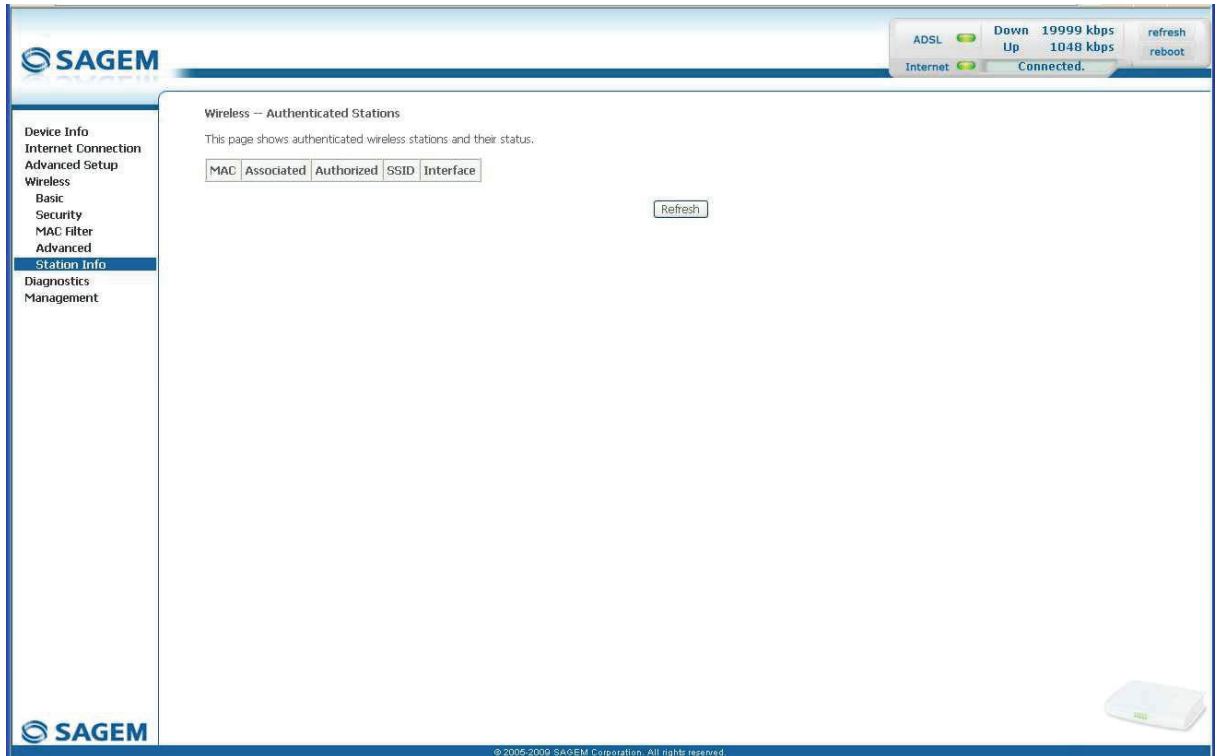 SAGEM
ADSL Down 19999 kbps refresh
Up 1048 kbps reboot
Internet Connected.
Device Info
Internet Connection
Advanced Setup
Wireless
Basic
Security
MAC Filter
Advanced
Station Info
Diagnostics
Management
Wireless -- Authenticated Stations
This page shows authenticated wireless stations and their status.
MAC Associated Authorized SSID Interface
Refresh
SAGEM
© 2005-2009 SAGEM Corporation. All rights reserved.